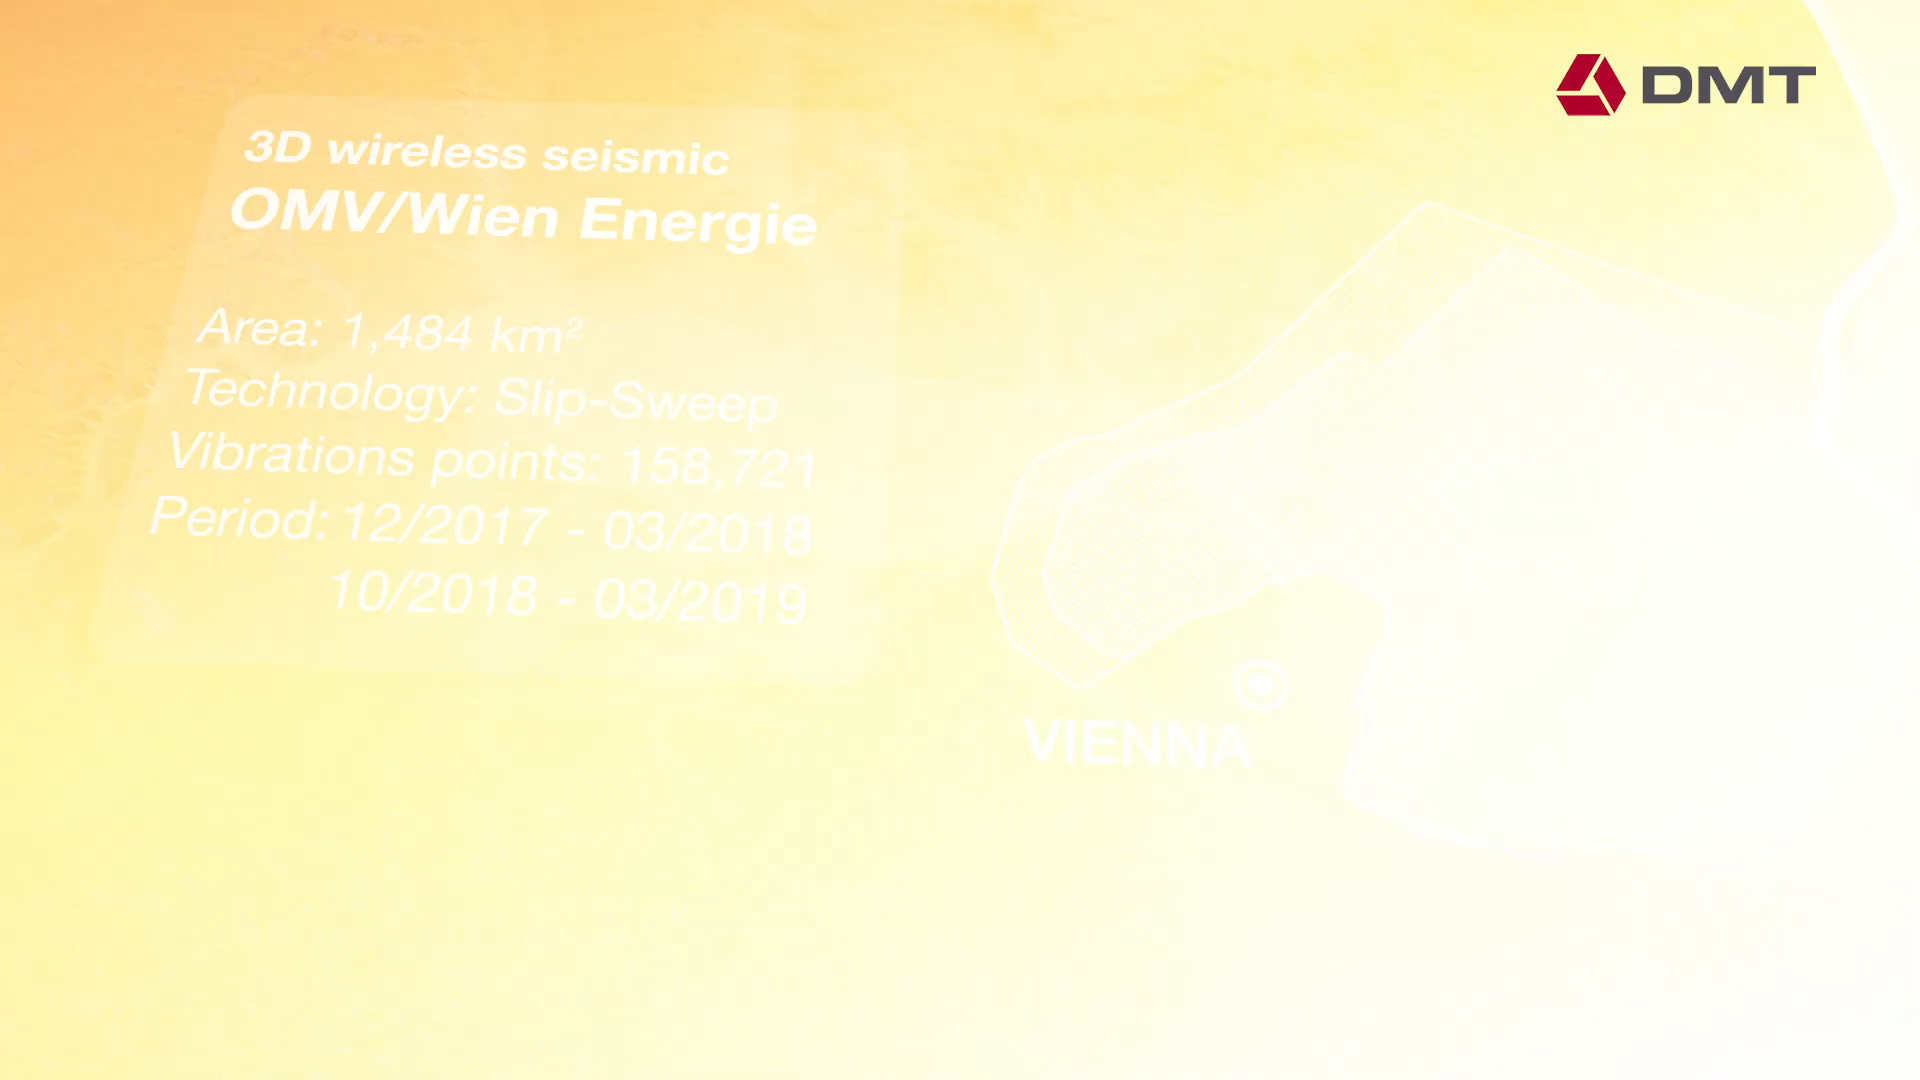 DMT
3D wireless seismic
OMV/Wien Energie
Area: 1,484 km²
Technology: Slip-Sweep
Vibrations points: 158,721
Period: 12/2017 - 03/2018
10/2018 - 03/2019
VIENNA